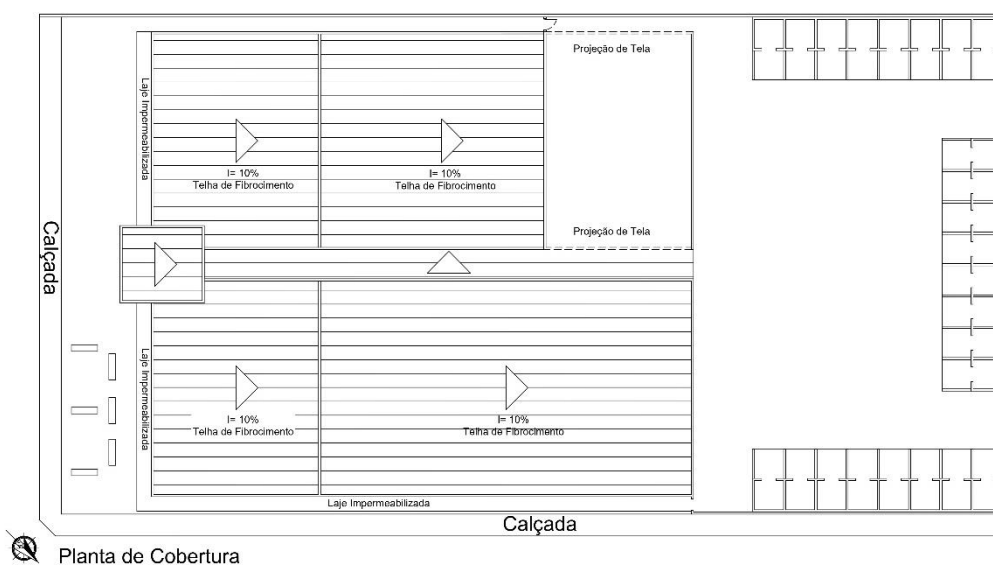 Projeção de Tela
Laje Impermeabilizada
I= 10%
Telha de Fibrocimento
I= 10%
Telha de Fibrocimento
Projeção de Tela
Calçada
Laje Impermeabilizada
I= 10%
Telha de Fibrocimento
I= 10%
Telha de Fibrocimento
Laje Impermeabilizada
Calçada
Planta de Cobertura